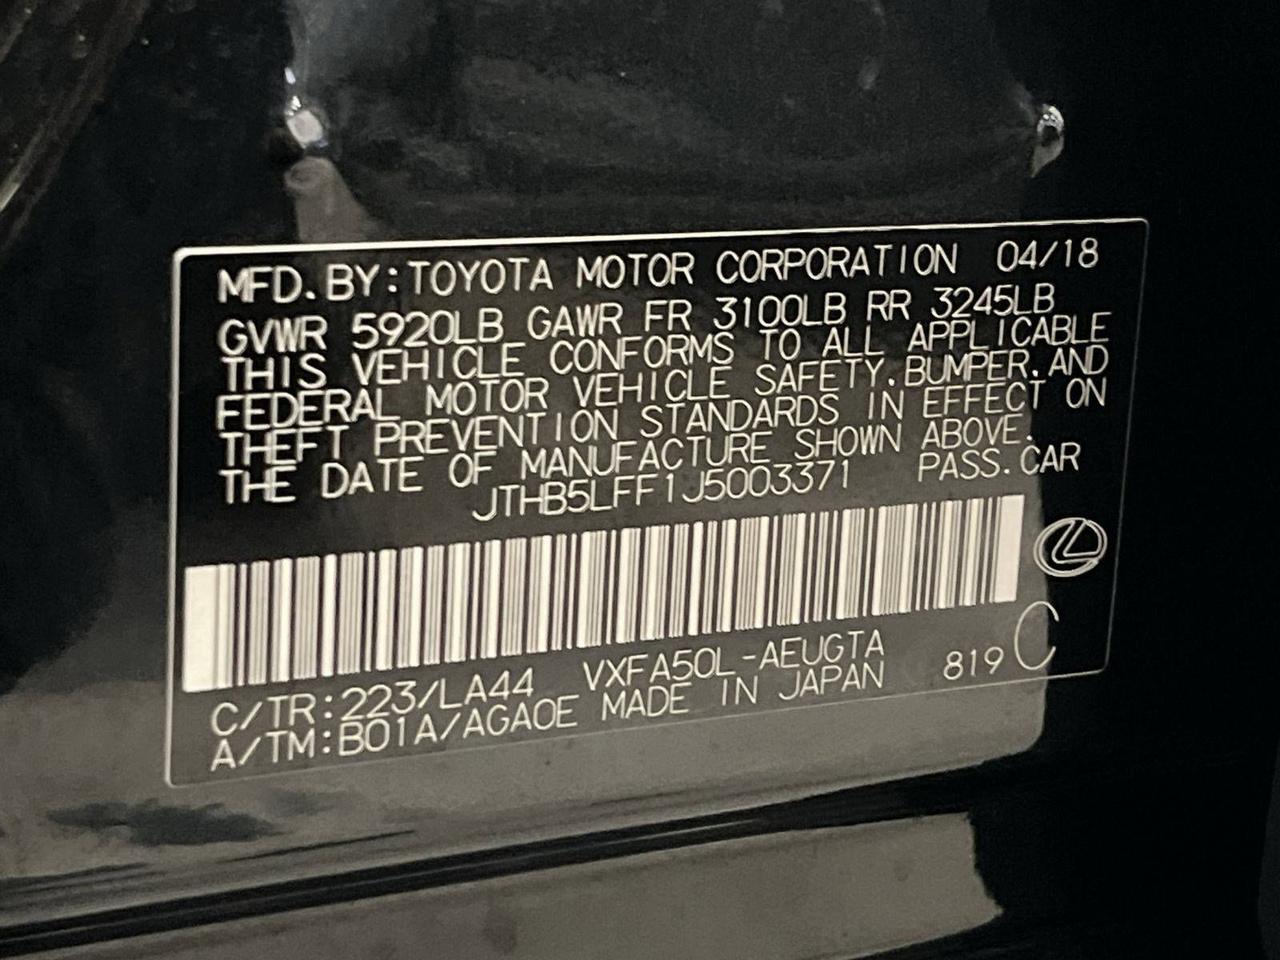 MFD. BY: TOYOTA MOTOR CORPORATION 04/18
GVWR 5920LB GAWR FR 3100LB RR 3245LB
THIS VEHICLE CONFORMS TO ALL APPLICABLE
FEDERAL MOTOR VEHICLE SAFETY, BUMPER, AND
THEFT PREVENTION STANDARDS IN EFFECT ON
THE DATE OF MANUFACTURE SHOWN ABOVE.
JTHB5LFF1J5003371 PASS. CAR
C/TR:223/LA44 VXFA50L-AEUGTA 819 C
A/TM:B01A/AGA0E MADE IN JAPAN